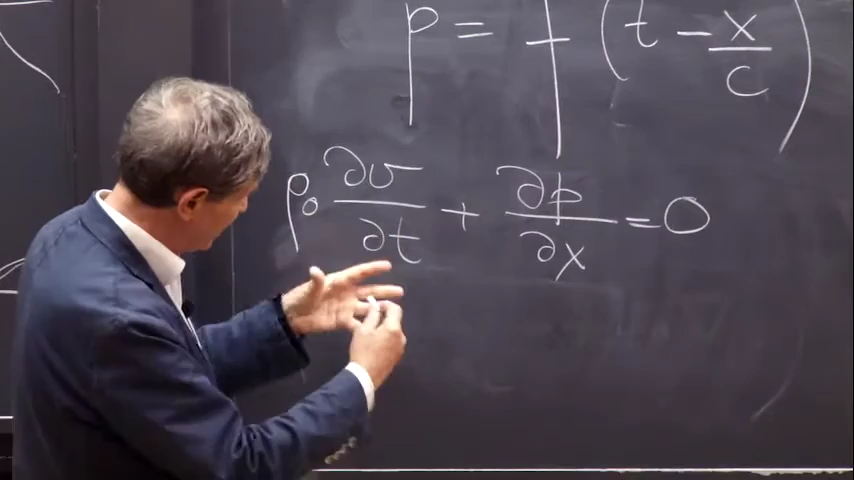 p = f (t - x/c)
ρ₀ ∂v/∂t + ∂p/∂x = 0